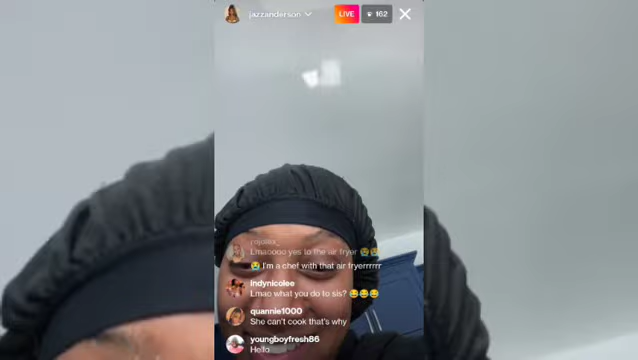 jazzanderson
LIVE
162
Lmaoooo yes to the air fryer 😭😭
😭 I'm a chef with that air fryerrrrrr
indynicolee
Lmao what you do to sis? 😂😂😂
quannie1000
She can't cook that's why
youngboyfresh86
Hello